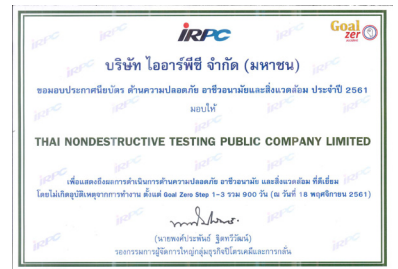 IRPC
Goal
zero
บริษัท ไออาร์พีซี จำกัด (มหาชน)
ขอมอบประกาศนียบัตร ด้านความปลอดภัย อาชีวอนามัยและสิ่งแวดล้อม ประจำปี 2561
มอบให้
THAI NONDESTRUCTIVE TESTING PUBLIC COMPANY LIMITED
เพื่อแสดงถึงผลการดำเนินการด้านความปลอดภัย อาชีวอนามัย และสิ่งแวดล้อม ที่ดีเยี่ยม
โดยไม่เกิดอุบัติเหตุจากการทำงาน ตั้งแต่ Goal Zero Step 1-3 รวม 900 วัน (ณ วันที่ 18 พฤศจิกายน 2561)
(นายพงศ์ประพันธ์ ฐิตทวีวัฒน์)
รองกรรมการผู้จัดการใหญ่กลุ่มธุรกิจปิโตรเคมีและการกลั่น